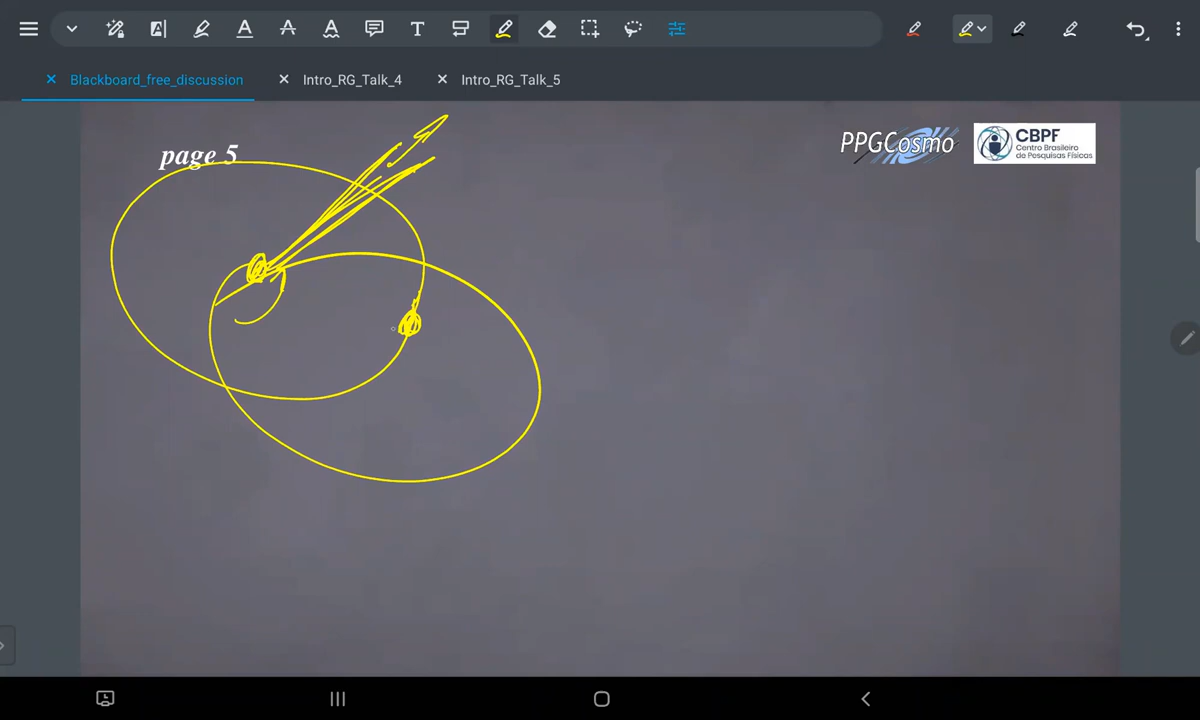 Blackboard_free_discussion
Intro_RG_Talk_4
Intro_RG_Talk_5
page 5
PPGCosmo
CBPF
Centro Brasileiro
de Pesquisas Físicas